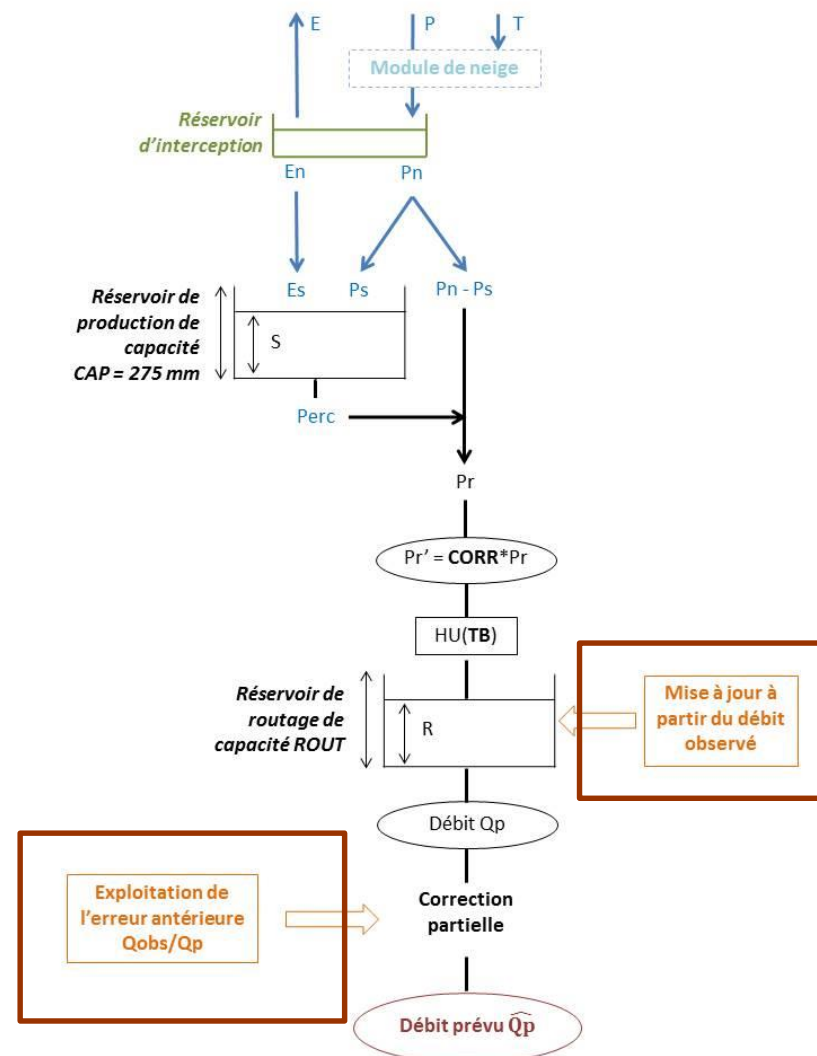 E
P
T
Module de neige
Réservoir
d'interception
En
Pn
Es
Ps
Pn - Ps
Réservoir de
production de
capacité
CAP = 275 mm
S
Perc
Pr
Pr' = CORR*Pr
HU(TB)
Réservoir de
routage de
capacité ROUT
R
Mise à jour à
partir du débit
observé
Débit Qp
Exploitation de
l'erreur antérieure
Qobs/Qp
Correction
partielle
Débit prévu Q̂p